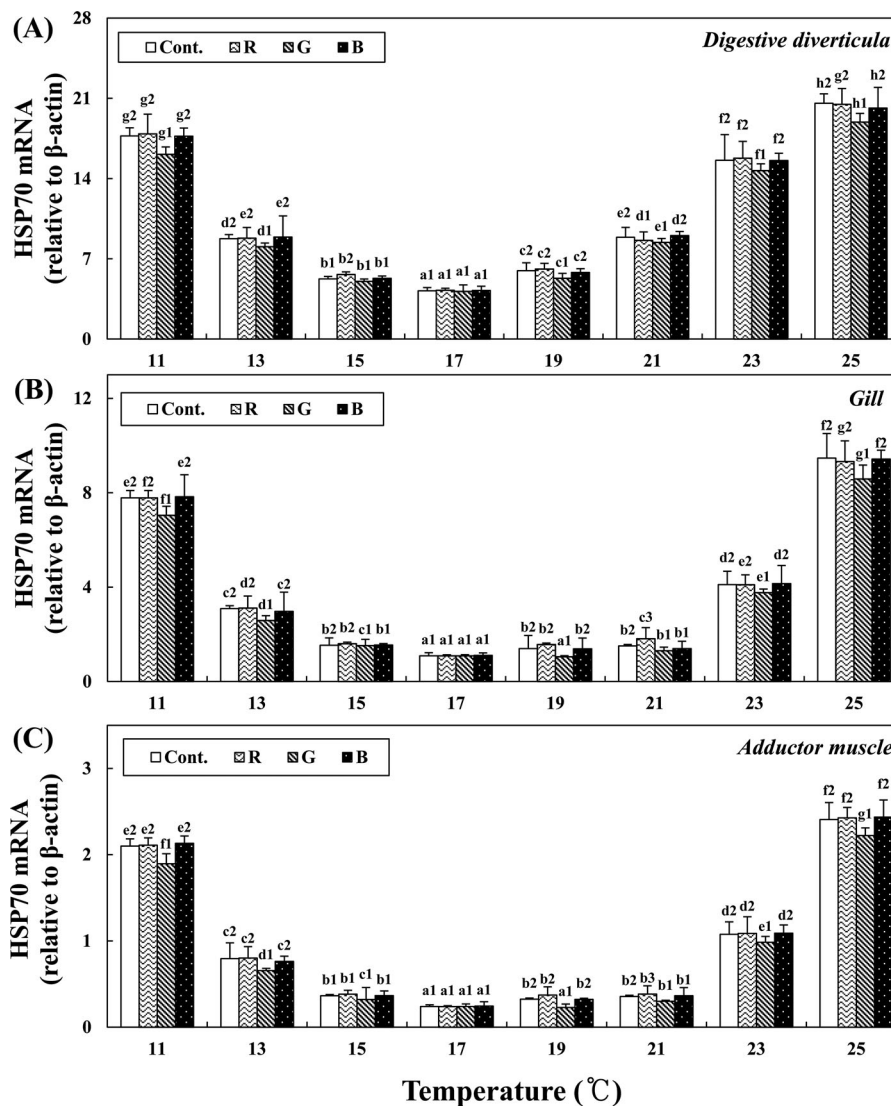 (A)
28
21
14
7
0
HSP70 mRNA
(relative to β-actin)
Cont. R G B
Digestive diverticula
g2 g2 g1 g2
d2 e2 d1 e2
b1 b2 b1 b1
a1 a1 a1 a1
c2 c2 c1 c2
e2 d1 e1 d2
f2 f2 f1 f2
h2 g2 h1 h2
11 13 15 17 19 21 23 25
(B)
12
8
4
0
HSP70 mRNA
(relative to β-actin)
Cont. R G B
Gill
e2 f2 f1 e2
c2 d2 d1 c2
b2 b2 c1 b1
a1 a1 a1 a1
b2 b2 a1 b2
b2 c3 b1 b1
d2 e2 e1 d2
f2 g2 g1 f2
11 13 15 17 19 21 23 25
(C)
3
2
1
0
HSP70 mRNA
(relative to β-actin)
Cont. R G B
Adductor muscle
e2 e2 f1 e2
c2 c2 d1 c2
b1 b1 c1 b1
a1 a1 a1 a1
b2 b2 a1 b2
b2 b3 b1 b1
d2 d2 e1 d2
f2 f2 g1 f2
11 13 15 17 19 21 23 25
Temperature (℃)